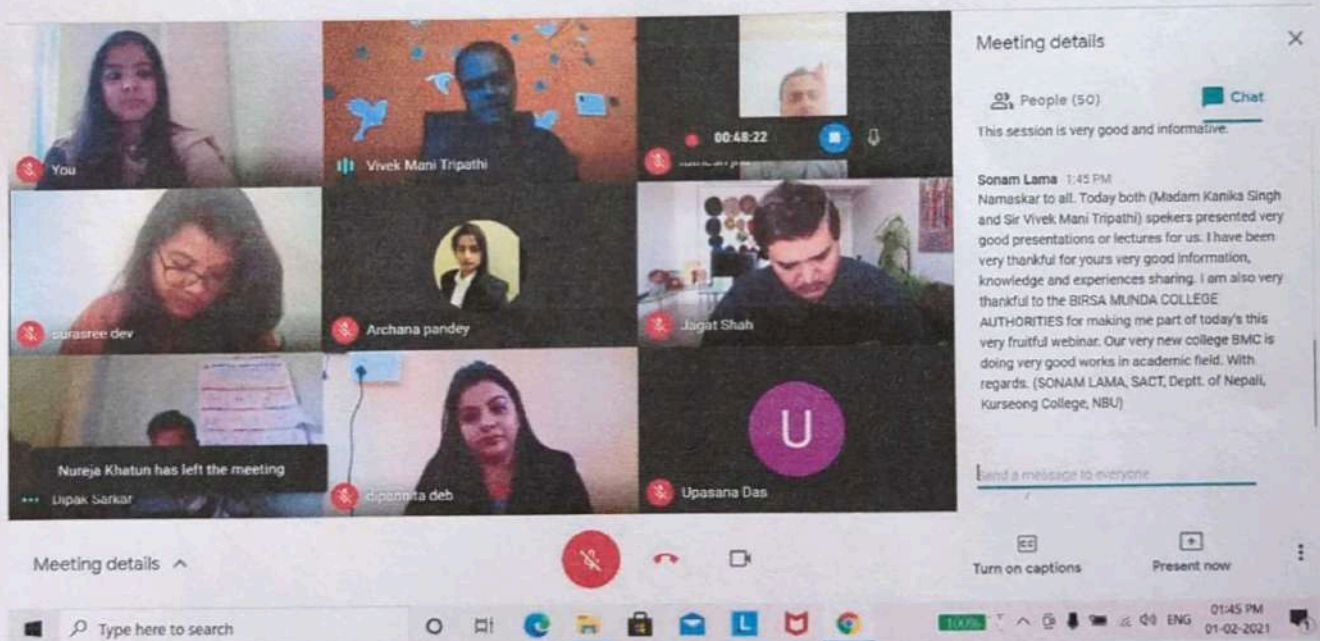 You
Vivek Mani Tripathi
00:48:22
surasree dev
Archana pandey
Jagat Shah
Nureja Khatun has left the meeting
Dipak Sarkar
dipannita deb
U
Upasana Das
Meeting details
People (50)
Chat
This session is very good and informative.
Sonam Lama 1:45 PM
Namaskar to all. Today both (Madam Kanika Singh
and Sir Vivek Mani Tripathi) spekers presented very
good presentations or lectures for us. I have been
very thankful for yours very good Information,
knowledge and experiences sharing. I am also very
thankful to the BIRSA MUNDA COLLEGE
AUTHORITIES for making me part of today's this
very fruitful webinar. Our very new college BMC is
doing very good works in academic field. With
regards. (SONAM LAMA, SACT, Deptt. of Nepali,
Kurseong College, NBU)
Send a message to everyone
Meeting details
CC
Turn on captions
Present now
Type here to search
L
100%
ENG
01:45 PM
01-02-2021